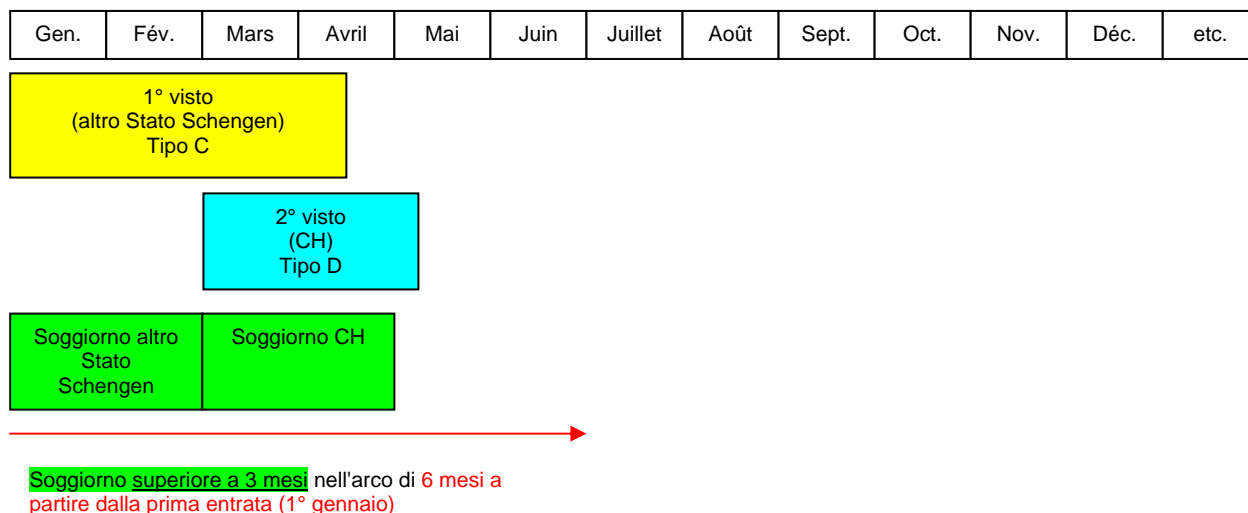 Gen. Fév. Mars Avril Mai Juin Juillet Août Sept. Oct. Nov. Déc. etc.
1° visto
(altro Stato Schengen)
Tipo C
2° visto
(CH)
Tipo D
Soggiorno altro
Stato
Schengen
Soggiorno CH
Soggiorno superiore a 3 mesi nell'arco di 6 mesi a
partire dalla prima entrata (1° gennaio)